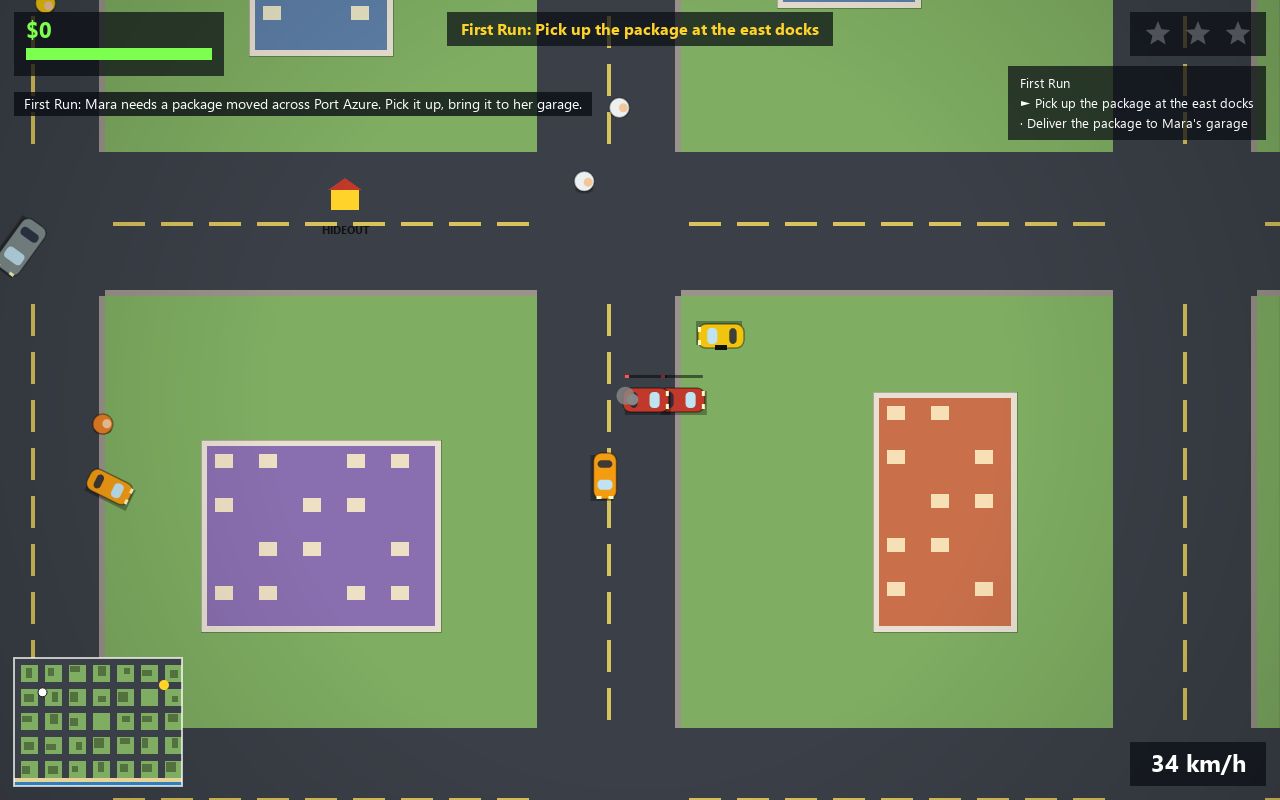 $0
First Run: Pick up the package at the east docks
First Run: Mara needs a package moved across Port Azure. Pick it up, bring it to her garage.
First Run
► Pick up the package at the east docks
· Deliver the package to Mara's garage
HIDEOUT
34 km/h